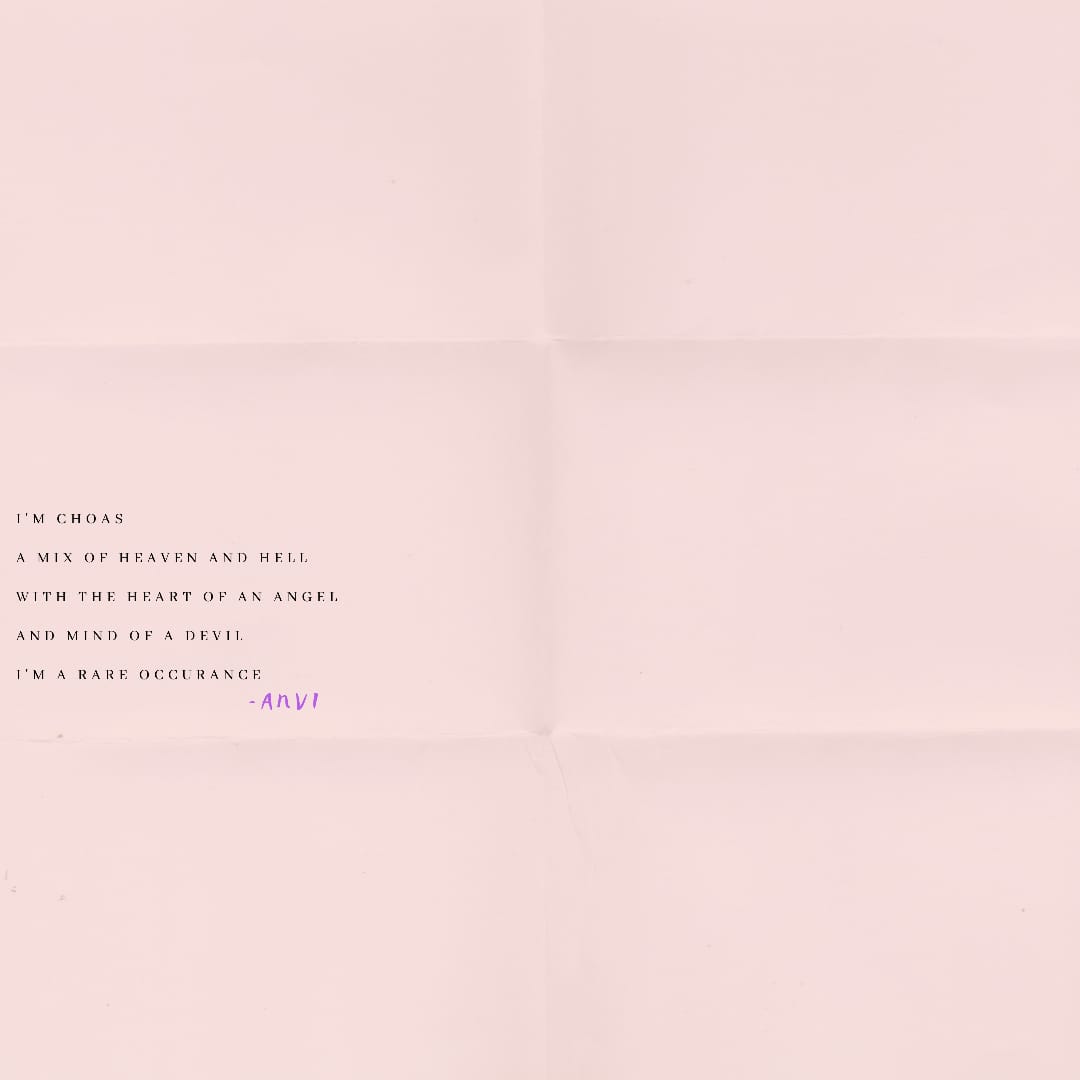 I'M CHOAS
A MIX OF HEAVEN AND HELL
WITH THE HEART OF AN ANGEL
AND MIND OF A DEVIL
I'M A RARE OCCURANCE
-ANVI